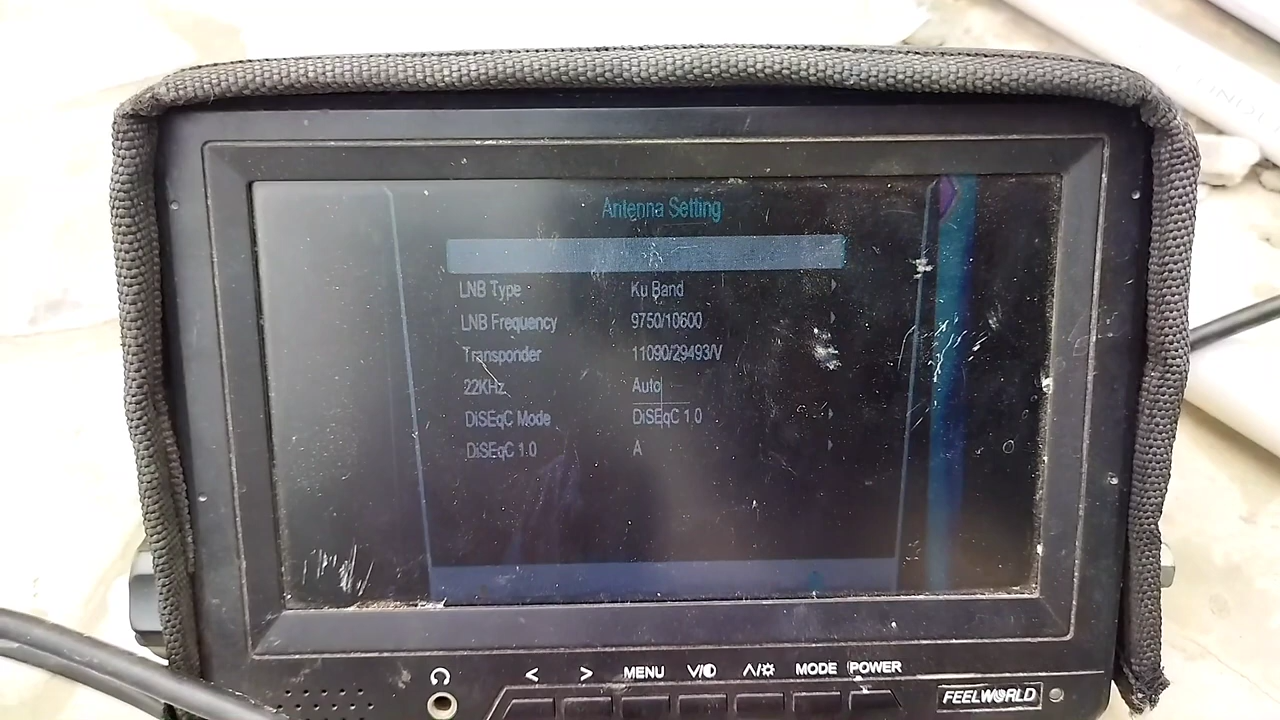 Antenna Setting
LNB Type Ku Band
LNB Frequency 9750/10600
Transponder 11090/29493/V
22KHz Auto
DiSEqC Mode DiSEqC 1.0
DiSEqC 1.0 A
< > MENU V/ Λ/ MODE POWER
FEELWORLD